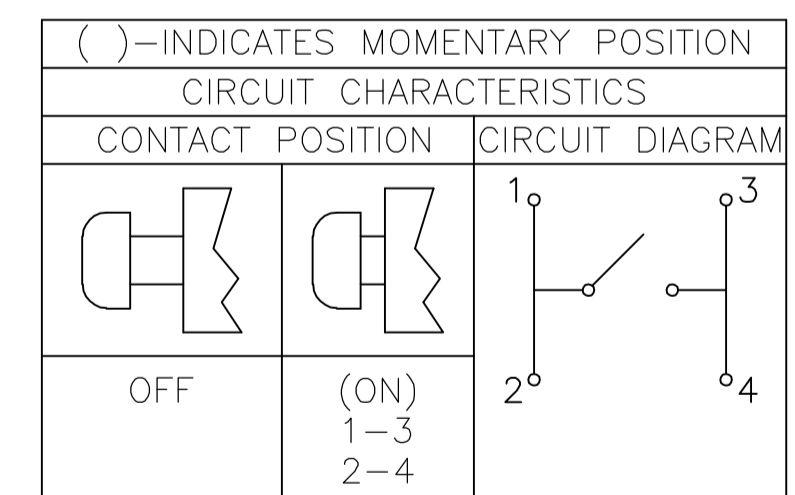 ( )-INDICATES MOMENTARY POSITION
CIRCUIT CHARACTERISTICS
CONTACT POSITION
CIRCUIT DIAGRAM
OFF
(ON)
1-3
2-4
1
3
2
4